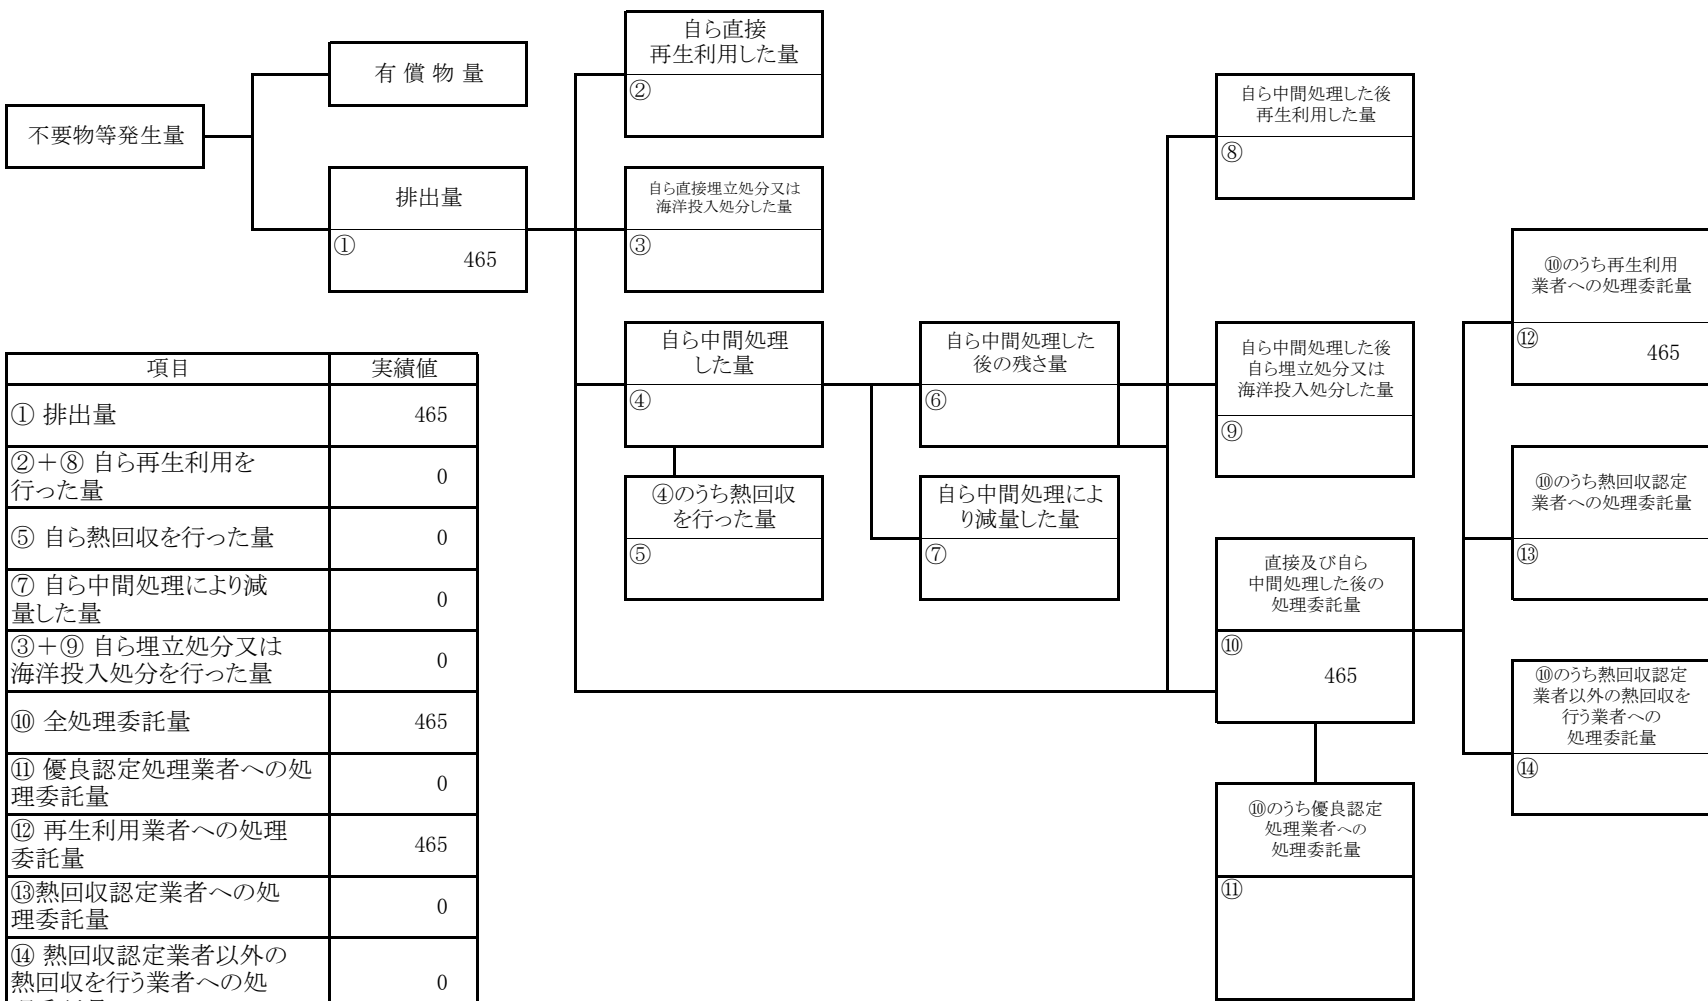 不要物等発生量
有 償 物 量
排出量
①
465
自ら直接
再生利用した量
②
自ら直接埋立処分又は
海洋投入処分した量
③
自ら中間処理
した量
④
④のうち熱回収
を行った量
⑤
自ら中間処理した
後の残さ量
⑥
自ら中間処理によ
り減量した量
⑦
自ら中間処理した後
再生利用した量
⑧
自ら中間処理した後
自ら埋立処分又は
海洋投入処分した量
⑨
直接及び自ら
中間処理した後の
処理委託量
⑩
465
⑩のうち優良認定
処理業者への
処理委託量
⑪
⑩のうち再生利用
業者への処理委託量
⑫
465
⑩のうち熱回収認定
業者への処理委託量
⑬
⑩のうち熱回収認定
業者以外の熱回収を
行う業者への
処理委託量
⑭
項目 実績値
① 排出量 465
②+⑧ 自ら再生利用を
行った量 0
⑤ 自ら熱回収を行った量 0
⑦ 自ら中間処理により減
量した量 0
③+⑨ 自ら埋立処分又は
海洋投入処分を行った量 0
⑩ 全処理委託量 465
⑪ 優良認定処理業者への処
理委託量 0
⑫ 再生利用業者への処理
委託量 465
⑬熱回収認定業者への処
理委託量 0
⑭ 熱回収認定業者以外の
熱回収を行う業者への処 0